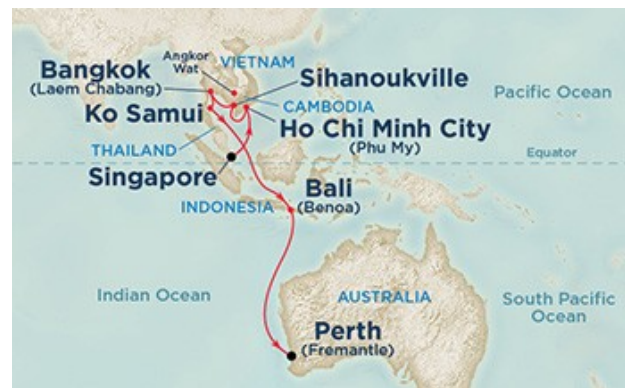 Angkor
Wat
VIETNAM
Bangkok
(Laem Chabang)
Sihanoukville
Pacific Ocean
Ko Samui
CAMBODIA
Ho Chi Minh City
(Phu My)
THAILAND
Equator
Singapore
Bali
(Benoa)
INDONESIA
Indian Ocean
AUSTRALIA
South Pacific
Ocean
Perth
(Fremantle)